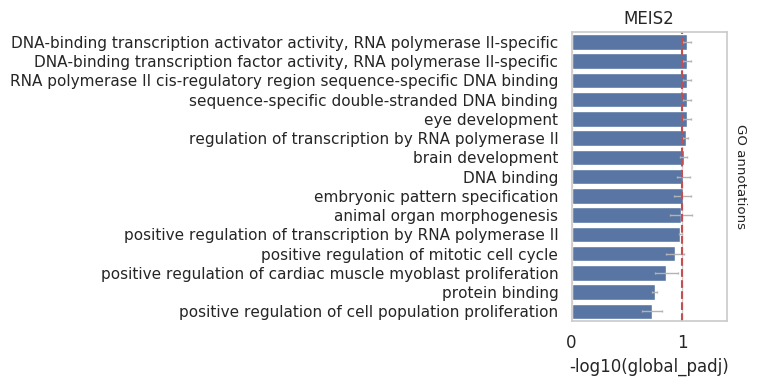 MEIS2
DNA-binding transcription activator activity, RNA polymerase II-specific
DNA-binding transcription factor activity, RNA polymerase II-specific
RNA polymerase II cis-regulatory region sequence-specific DNA binding
sequence-specific double-stranded DNA binding
eye development
regulation of transcription by RNA polymerase II
brain development
DNA binding
embryonic pattern specification
animal organ morphogenesis
positive regulation of transcription by RNA polymerase II
positive regulation of mitotic cell cycle
positive regulation of cardiac muscle myoblast proliferation
protein binding
positive regulation of cell population proliferation
GO annotations
0 1
-log10(global_padj)